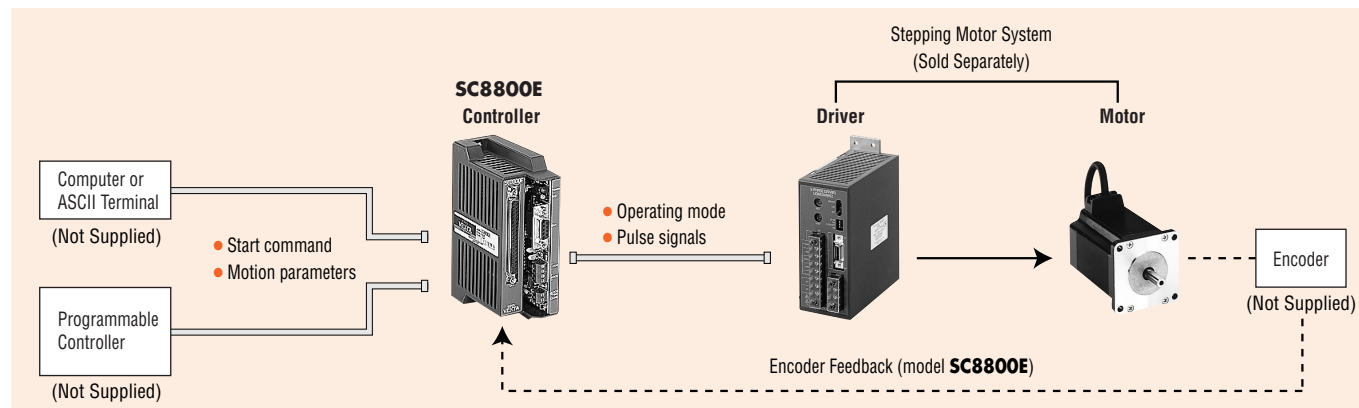 Stepping Motor System
(Sold Separately)
SC8800E
Controller
Driver
Motor
Computer or
ASCII Terminal
(Not Supplied)
• Start command
• Motion parameters
• Operating mode
• Pulse signals
Encoder
(Not Supplied)
Programmable
Controller
(Not Supplied)
Encoder Feedback (model SC8800E)